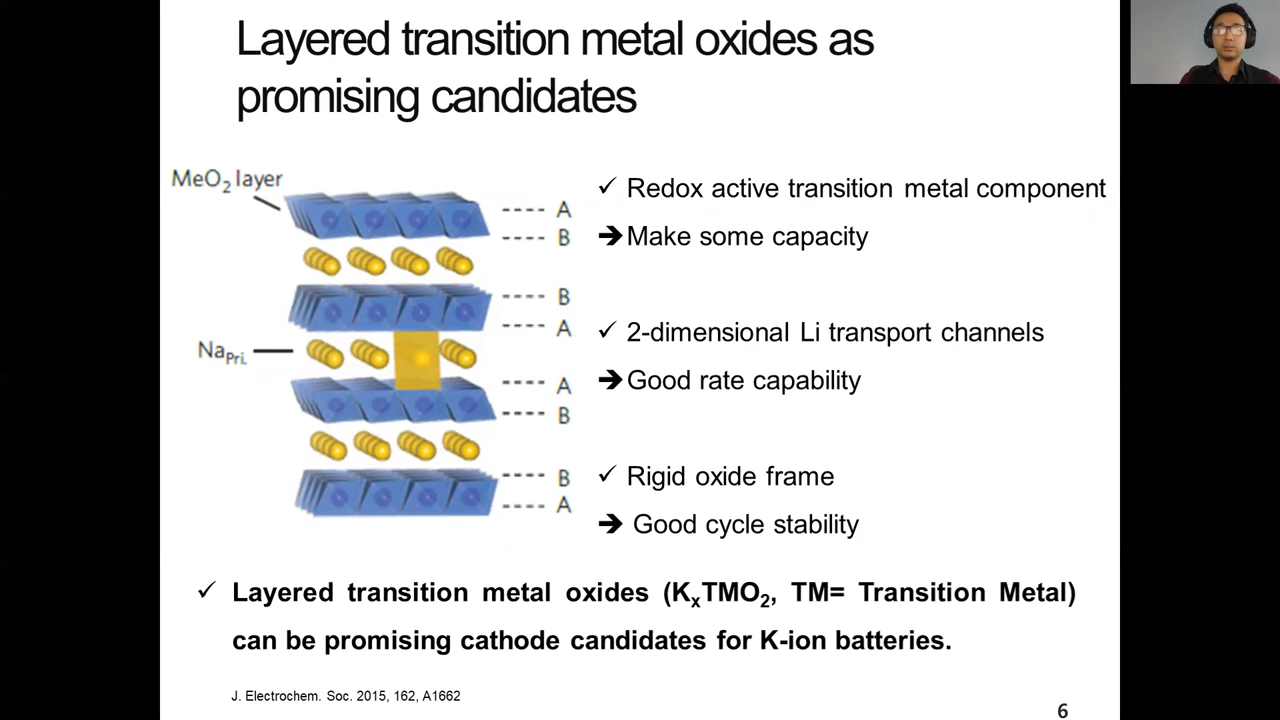 Layered transition metal oxides as
promising candidates
MeO₂ layer
A
B
B
A
Na_Pri.
A
B
B
A
✓ Redox active transition metal component
➔ Make some capacity
✓ 2-dimensional Li transport channels
➔ Good rate capability
✓ Rigid oxide frame
➔ Good cycle stability
✓ Layered transition metal oxides (KₓTMO₂, TM= Transition Metal)
can be promising cathode candidates for K-ion batteries.
J. Electrochem. Soc. 2015, 162, A1662
6